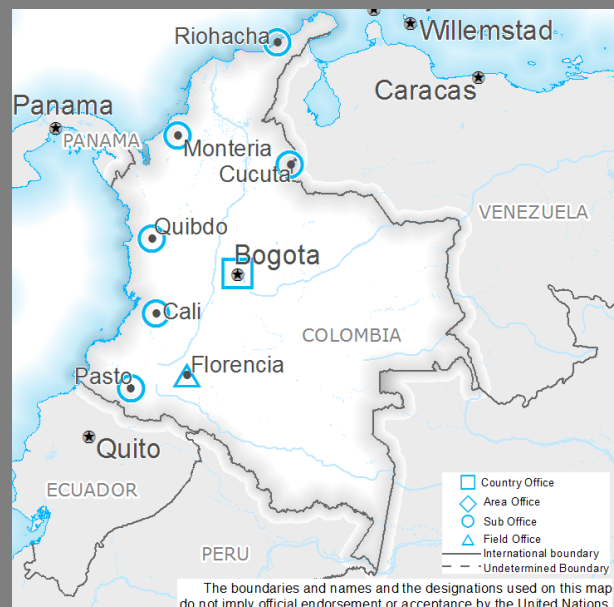 Riohacha
Willemstad
Caracas
Panama
PANAMA
Monteria
Cucuta
VENEZUELA
Quibdo
Bogota
Cali
COLOMBIA
Florencia
Pasto
Quito
ECUADOR
PERU
Country Office
Area Office
Sub Office
Field Office
International boundary
Undetermined Boundary
The boundaries and names and the designations used on this map
do not imply official endorsement or acceptance by the United Nations.